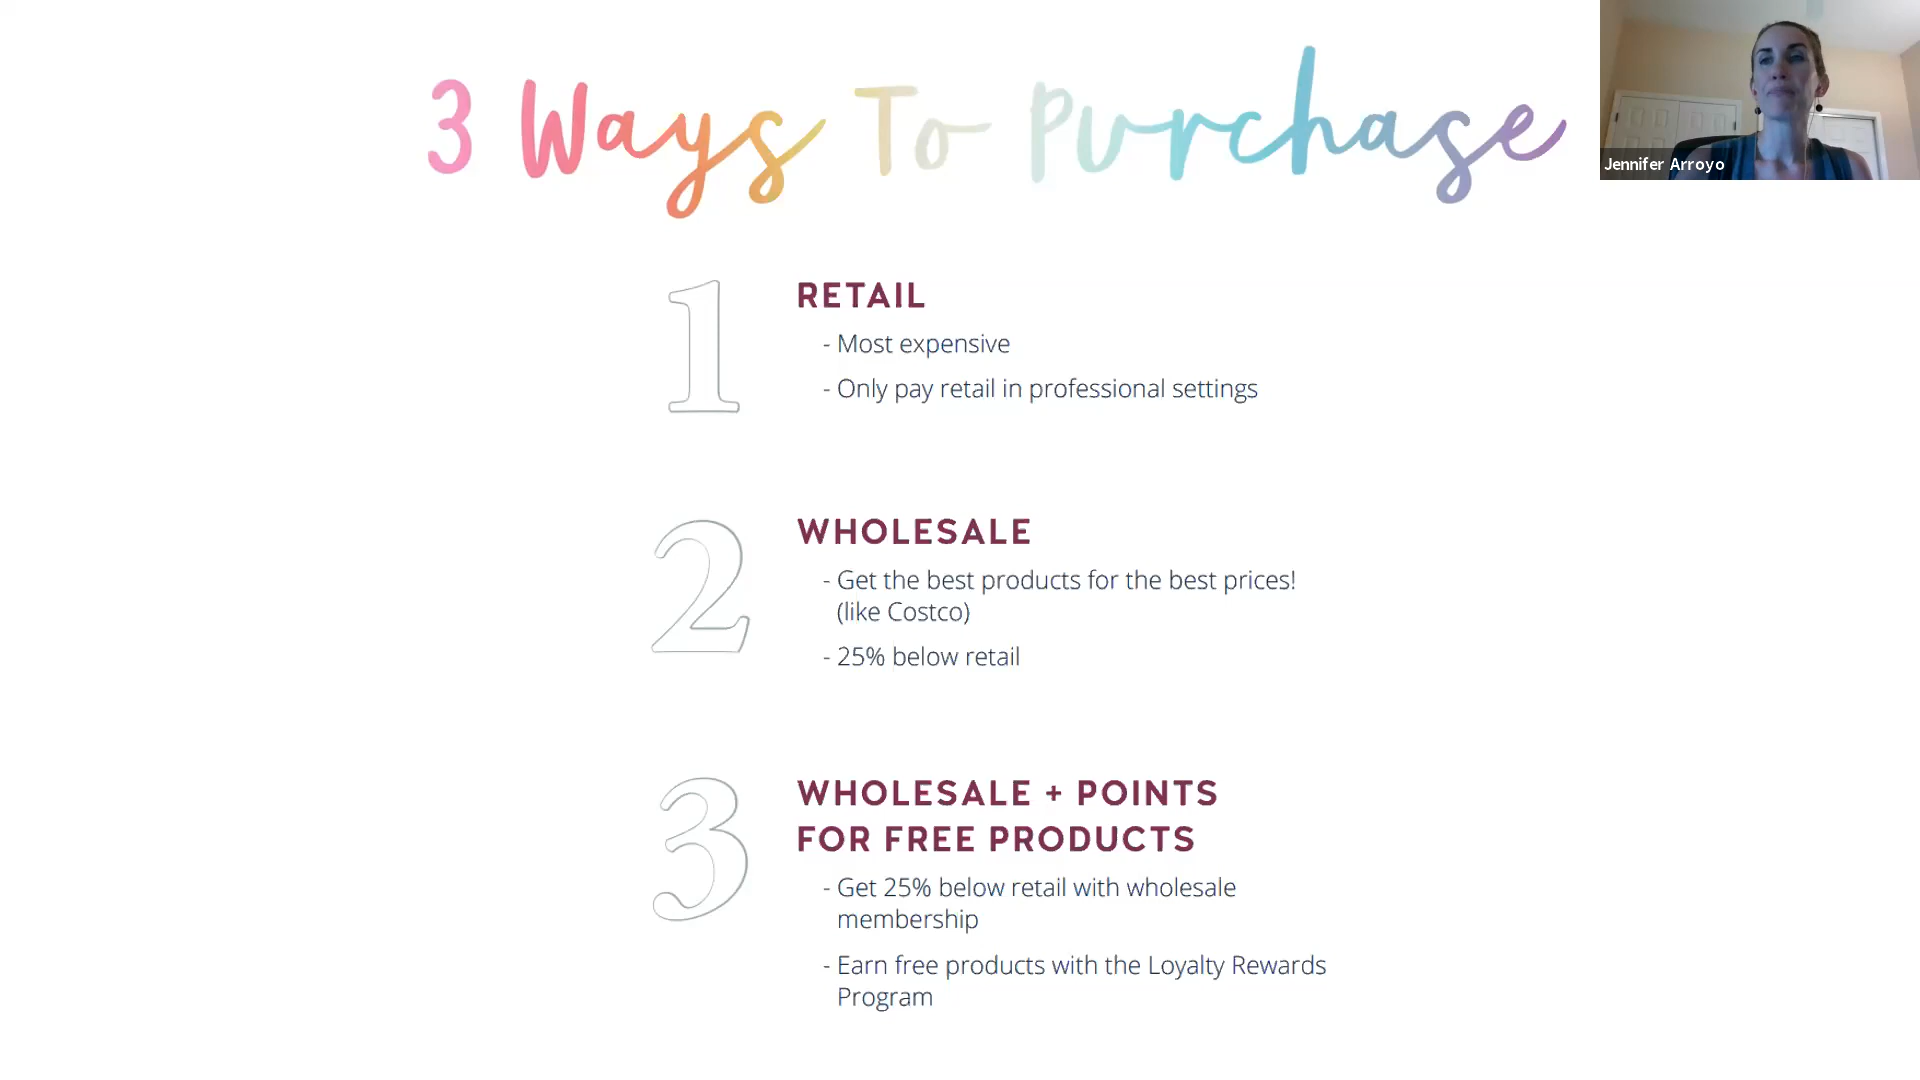 3 Ways To Purchase
Jennifer Arroyo
1
RETAIL
- Most expensive
- Only pay retail in professional settings
2
WHOLESALE
- Get the best products for the best prices!
(like Costco)
- 25% below retail
3
WHOLESALE + POINTS
FOR FREE PRODUCTS
- Get 25% below retail with wholesale
membership
- Earn free products with the Loyalty Rewards
Program